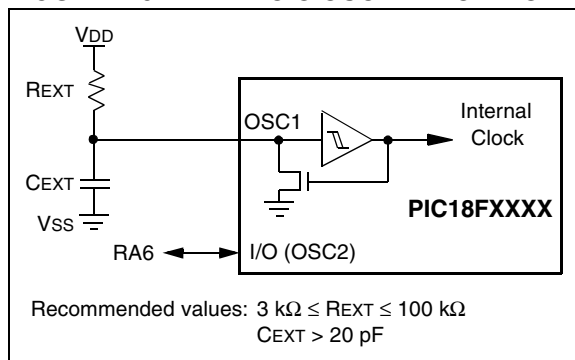 VDD
REXT
OSC1
Internal
Clock
CEXT
PIC18FXXXX
VSS
RA6
I/O (OSC2)
Recommended values: 3 kΩ ≤ REXT ≤ 100 kΩ
CEXT > 20 pF